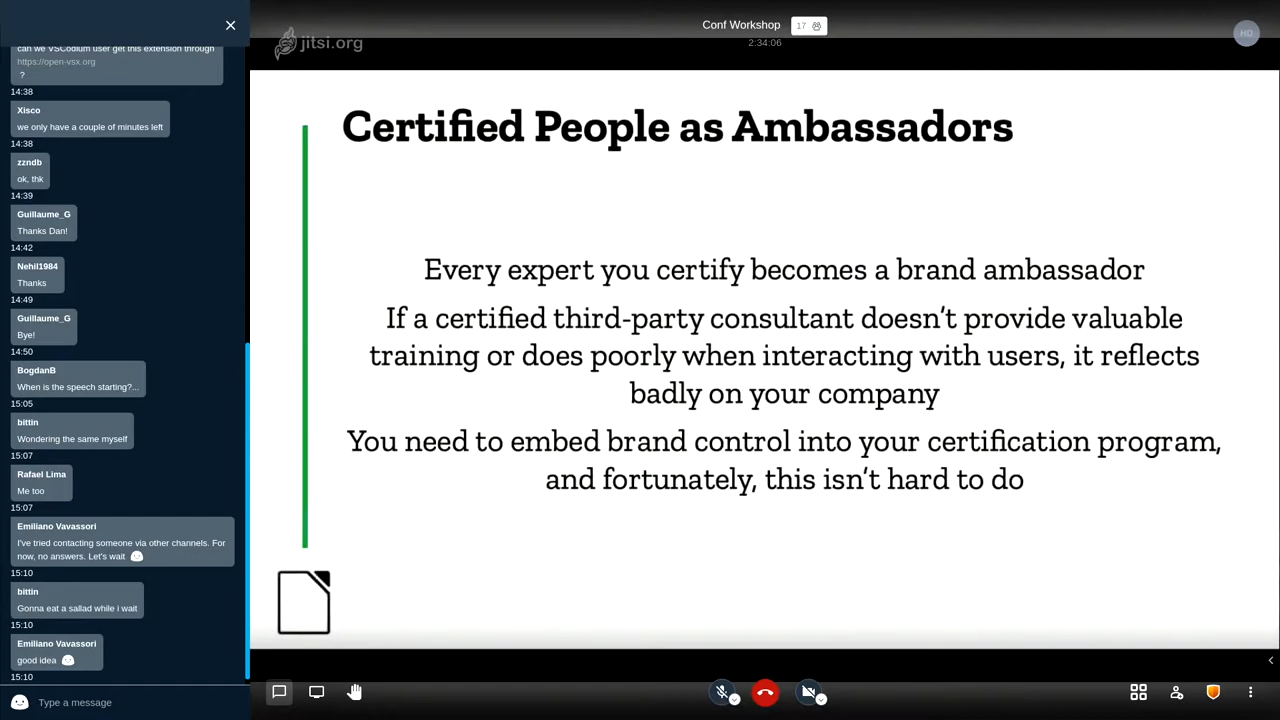 can we VSCodium user get this extension through
https://open-vsx.org
?
14:38
Xisco
we only have a couple of minutes left
14:38
zzndb
ok, thk
14:39
Guillaume_G
Thanks Dan!
14:42
Nehil1984
Thanks
14:49
Guillaume_G
Bye!
14:50
BogdanB
When is the speech starting?...
15:05
bittin
Wondering the same myself
15:07
Rafael Lima
Me too
15:07
Emiliano Vavassori
I've tried contacting someone via other channels. For
now, no answers. Let's wait
15:10
bittin
Gonna eat a sallad while i wait
15:10
Emiliano Vavassori
good idea
15:10
Type a message
jitsi.org
Conf Workshop 17
2:34:06
HD
Certified People as Ambassadors
Every expert you certify becomes a brand ambassador
If a certified third-party consultant doesn't provide valuable
training or does poorly when interacting with users, it reflects
badly on your company
You need to embed brand control into your certification program,
and fortunately, this isn't hard to do